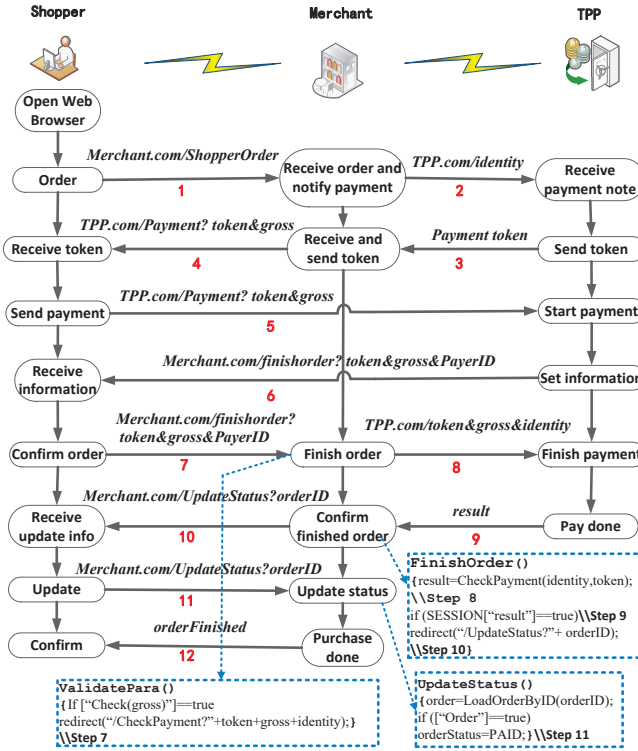 Shopper
Merchant
TPP
Open Web
Browser
Merchant.com/ShopperOrder
TPP.com/identity
Order
1
Receive order and
notify payment
2
Receive
payment note
TPP.com/Payment? token&gross
Payment token
Receive token
4
Receive and
send token
3
Send token
TPP.com/Payment? token&gross
Send payment
5
Start payment
Merchant.com/finishorder? token&gross&PayerID
Receive
information
6
Set information
Merchant.com/finishorder?
token&gross&PayerID
TPP.com/token&gross&identity
Confirm order
7
Finish order
8
Finish payment
Merchant.com/UpdateStatus?orderID
result
Receive
update info
10
Confirm
finished order
9
Pay done
Merchant.com/UpdateStatus?orderID
Update
11
Update status
orderFinished
Confirm
12
Purchase
done
FinishOrder()
{result=CheckPayment(identity,token);
\\Step 8
if (SESSION["result"]==true)\\Step 9
redirect("/UpdateStatus?"+ orderID);
\\Step 10}
ValidatePara()
{If ["Check(gross)"]==true
redirect("/CheckPayment?"+token+gross+identity);}
\\Step 7
UpdateStatus()
{order=LoadOrderByID(orderID);
if (["Order"]==true)
orderStatus=PAID;}\\Step 11